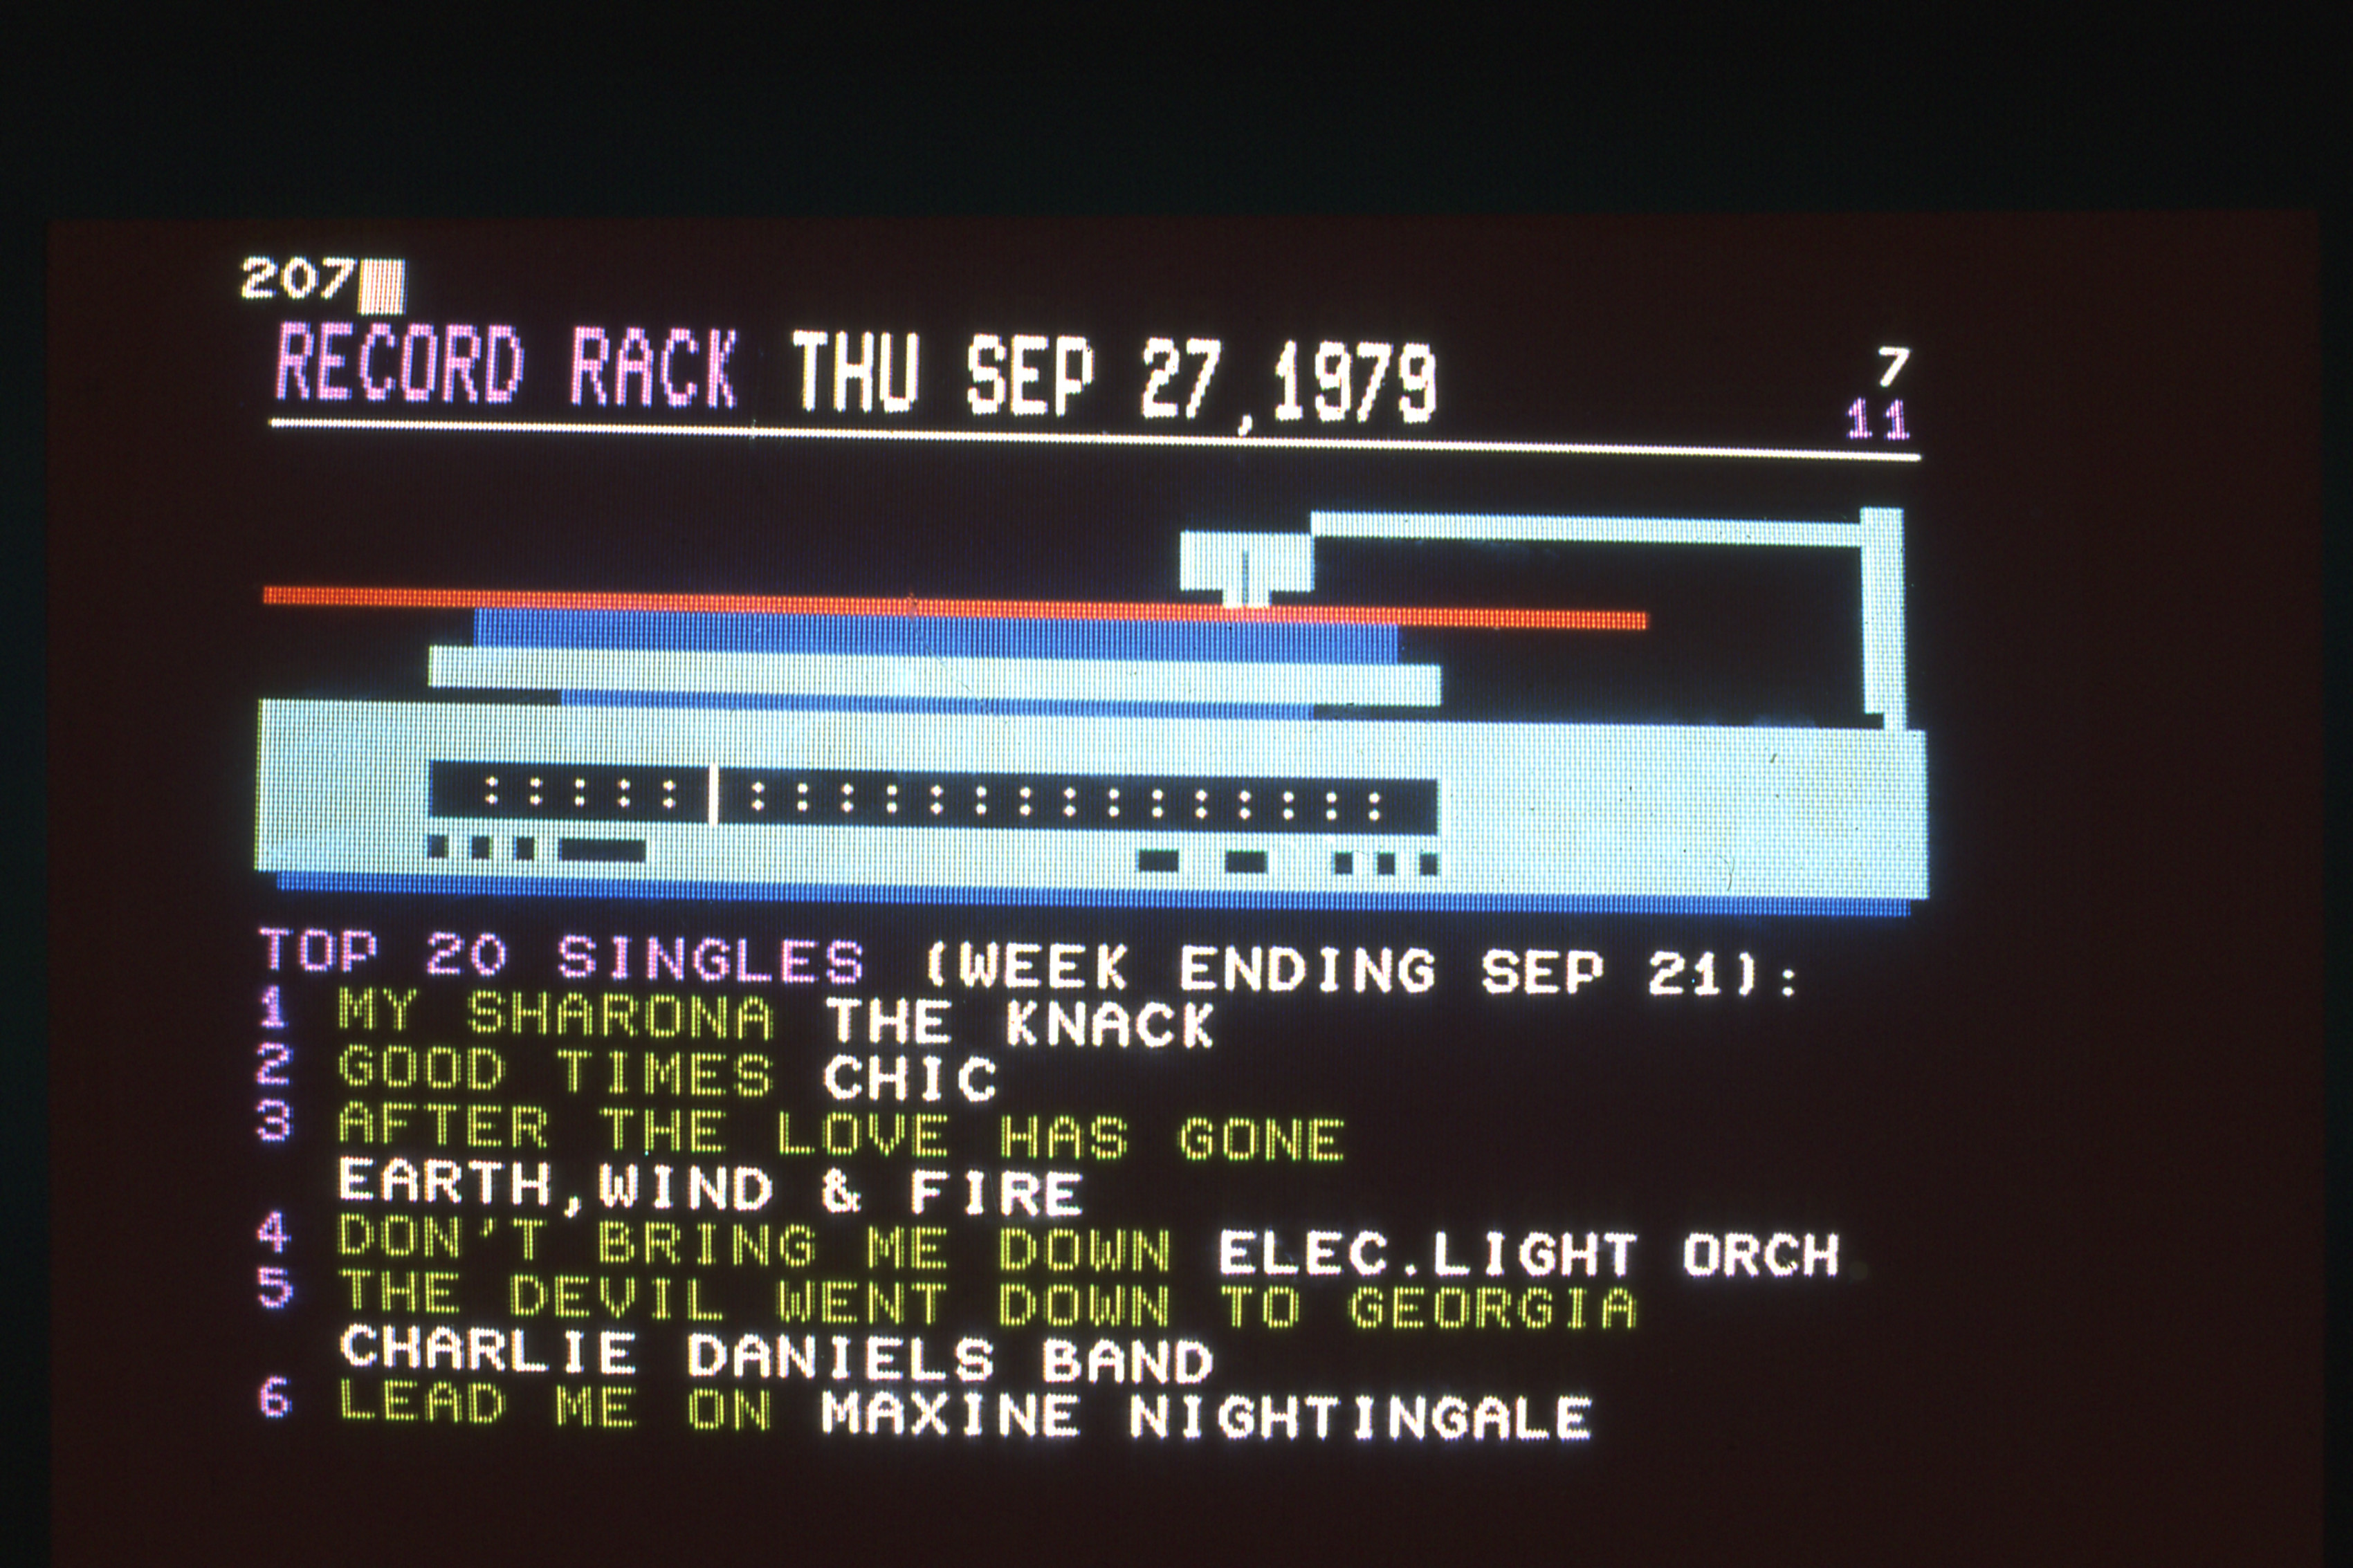 207
RECORD RACK THU SEP 27,1979 7
11
TOP 20 SINGLES (WEEK ENDING SEP 21):
1 MY SHARONA THE KNACK
2 GOOD TIMES CHIC
3 AFTER THE LOVE HAS GONE
EARTH,WIND & FIRE
4 DON'T BRING ME DOWN ELEC.LIGHT ORCH
5 THE DEVIL WENT DOWN TO GEORGIA
CHARLIE DANIELS BAND
6 LEAD ME ON MAXINE NIGHTINGALE